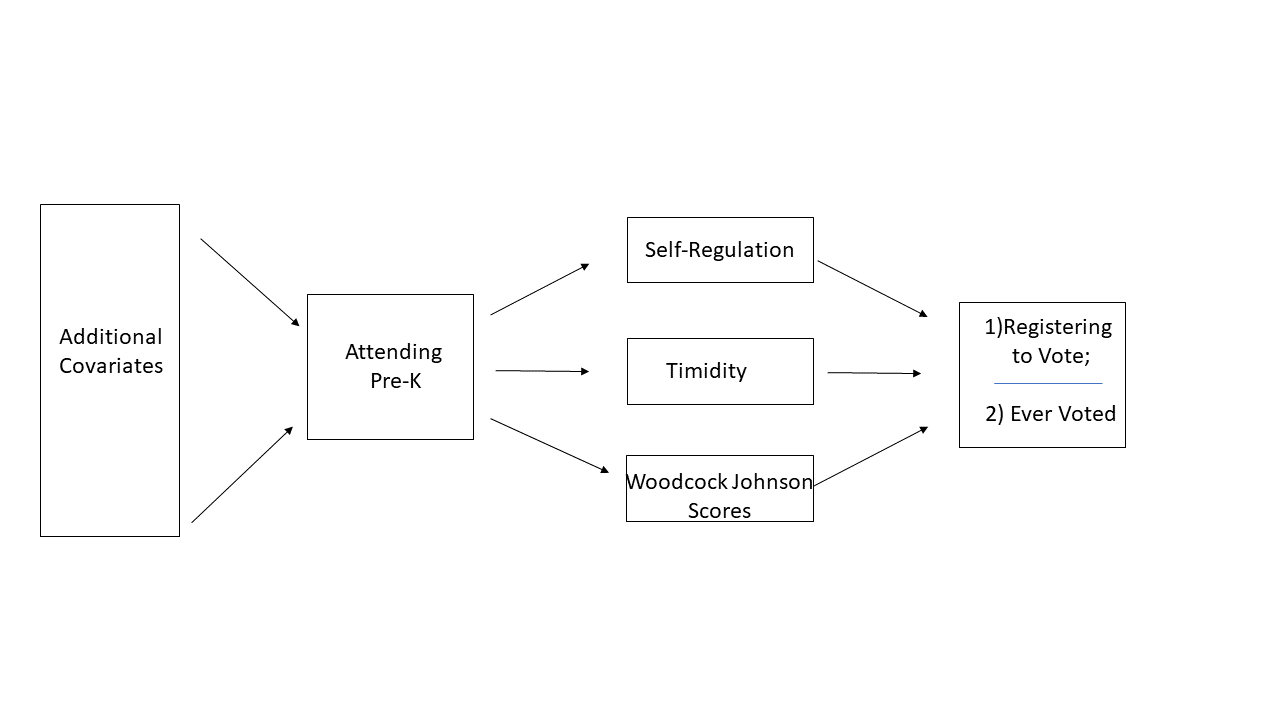 Additional
Covariates
Attending
Pre-K
Self-Regulation
Timidity
Woodcock Johnson
Scores
1)Registering
to Vote;
2) Ever Voted